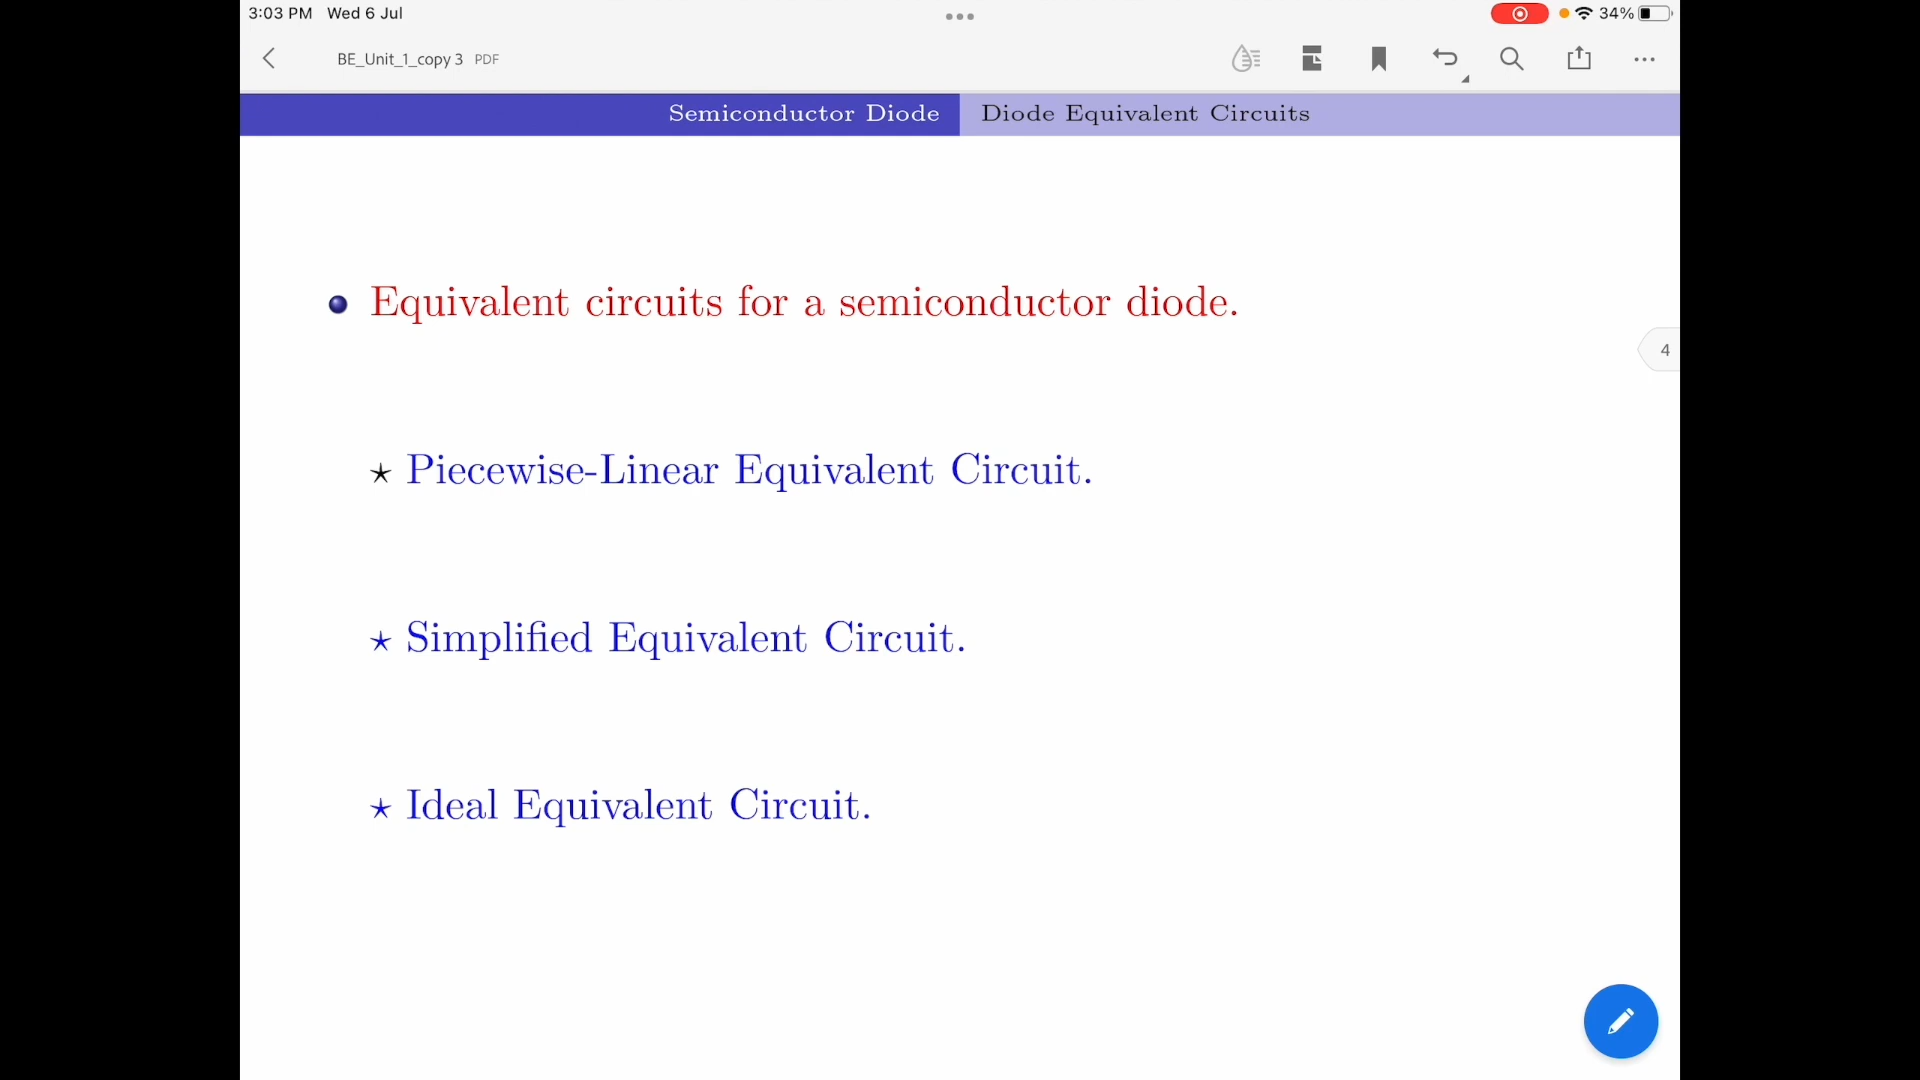 3:03 PM Wed 6 Jul
34%
BE_Unit_1_copy 3 PDF
Semiconductor Diode
Diode Equivalent Circuits
Equivalent circuits for a semiconductor diode.
4
⋆ Piecewise-Linear Equivalent Circuit.
⋆ Simplified Equivalent Circuit.
⋆ Ideal Equivalent Circuit.